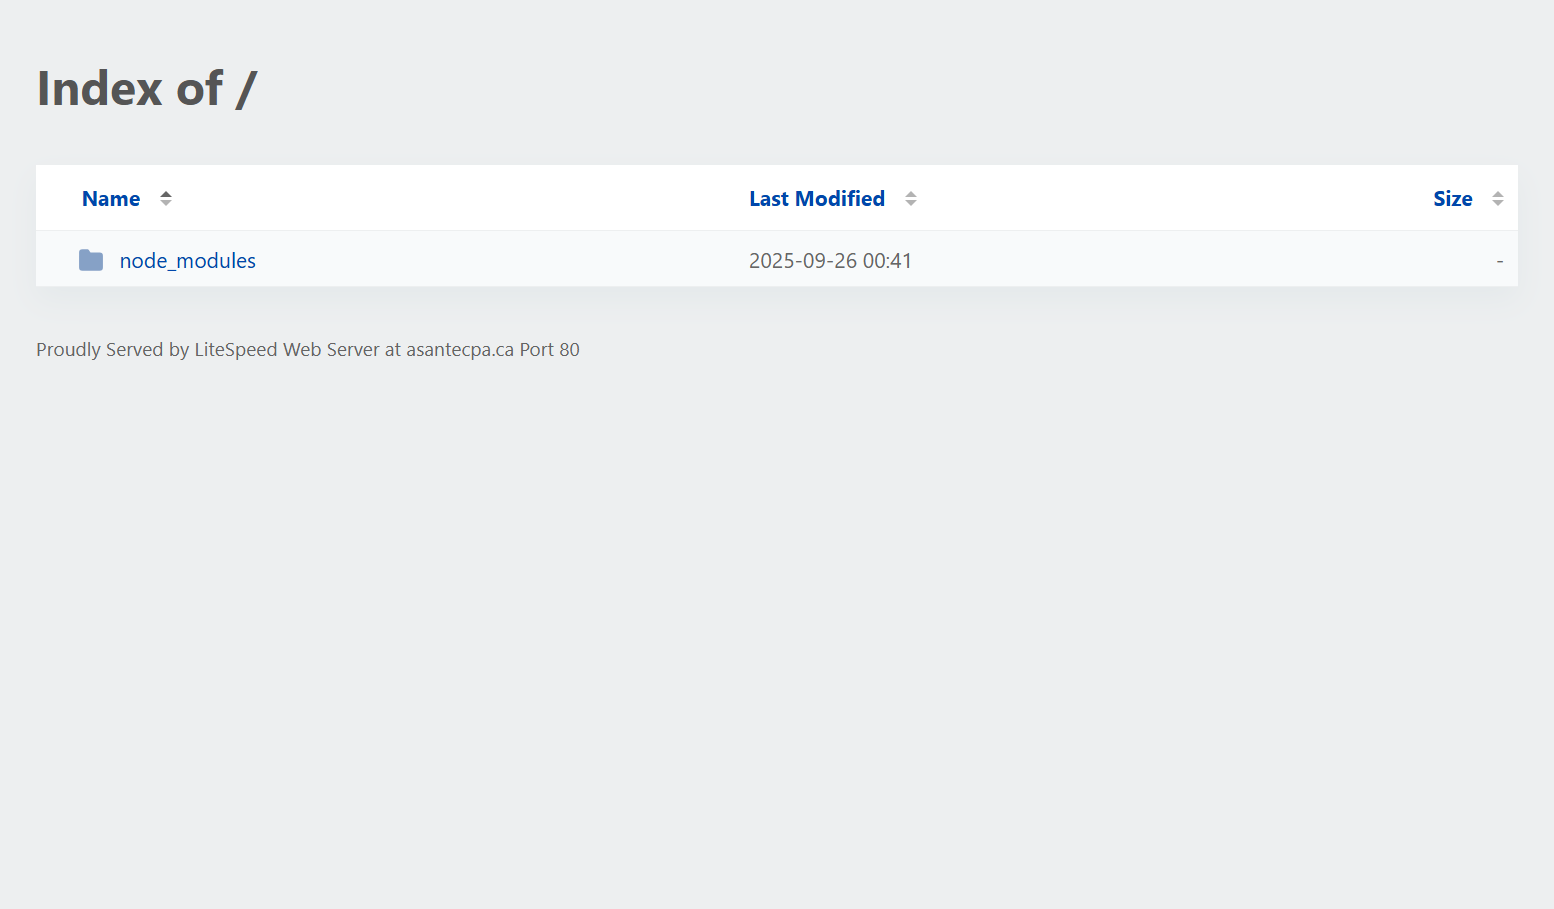 Index of /
Name Last Modified Size
node_modules 2025-09-26 00:41 -
Proudly Served by LiteSpeed Web Server at asantecpa.ca Port 80